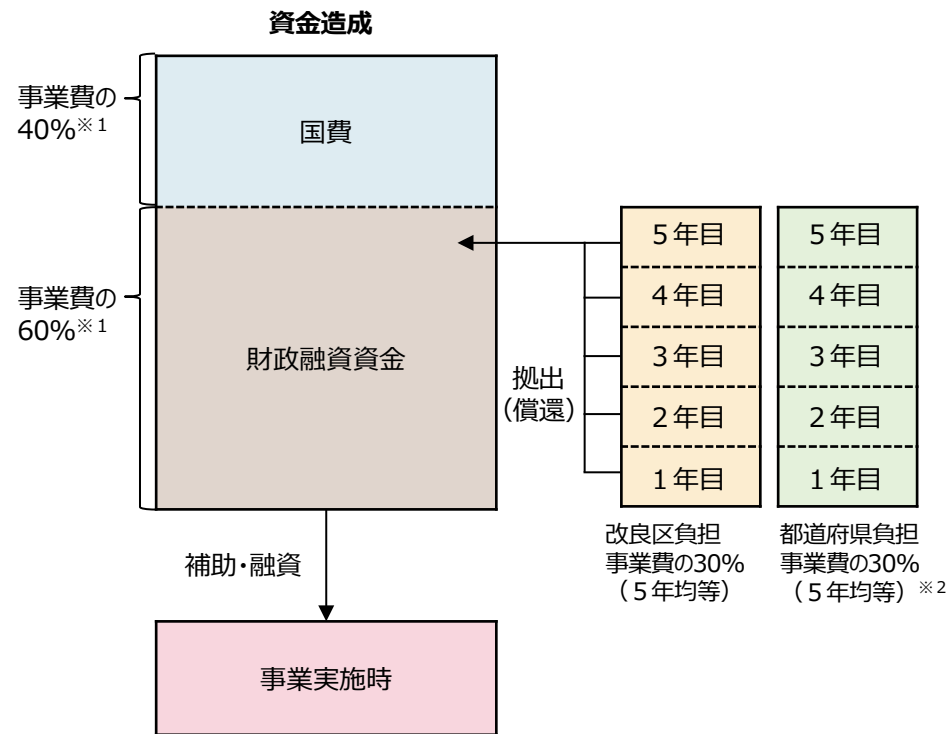 資金造成
事業費の
40%※1
国費
事業費の
60%※1
財政融資資金
拠出
（償還）
５年目
４年目
３年目
２年目
１年目
５年目
４年目
３年目
２年目
１年目
改良区負担
事業費の30%
（５年均等）
都道府県負担
事業費の30%
（５年均等）※2
補助・融資
事業実施時